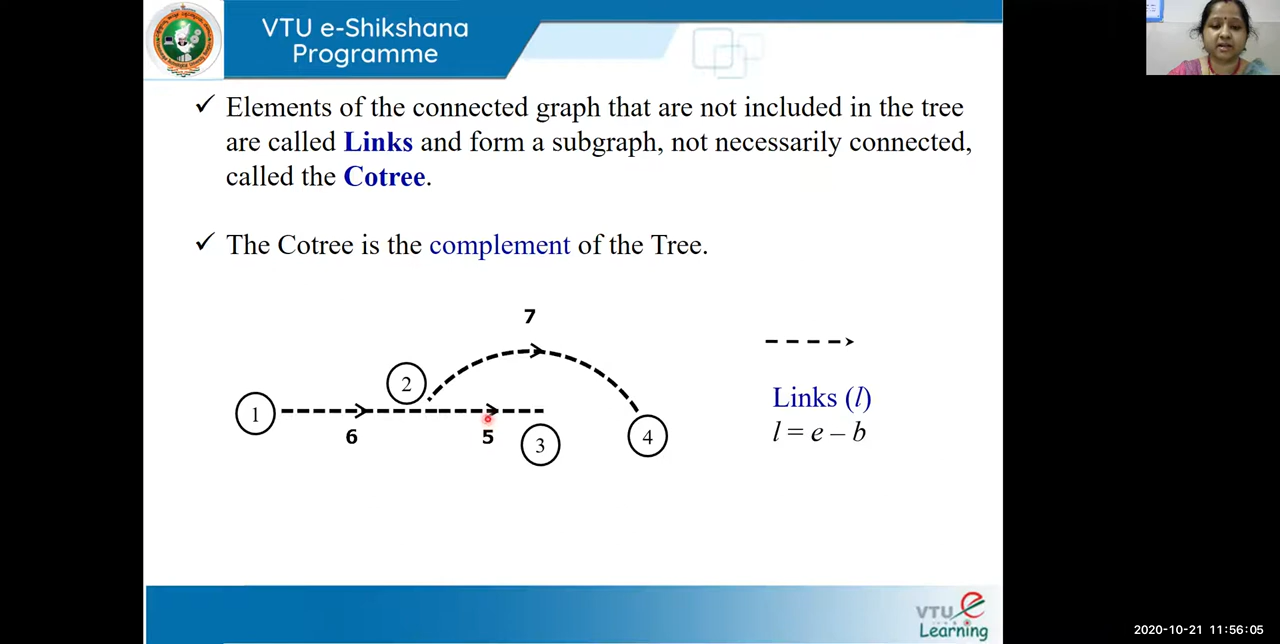 VTU e-Shikshana
Programme
✓ Elements of the connected graph that are not included in the tree
are called Links and form a subgraph, not necessarily connected,
called the Cotree.
✓ The Cotree is the complement of the Tree.
7
2
1
6
5
3
4
Links (l)
l = e – b
VTU e
Learning
2020-10-21 11:56:05